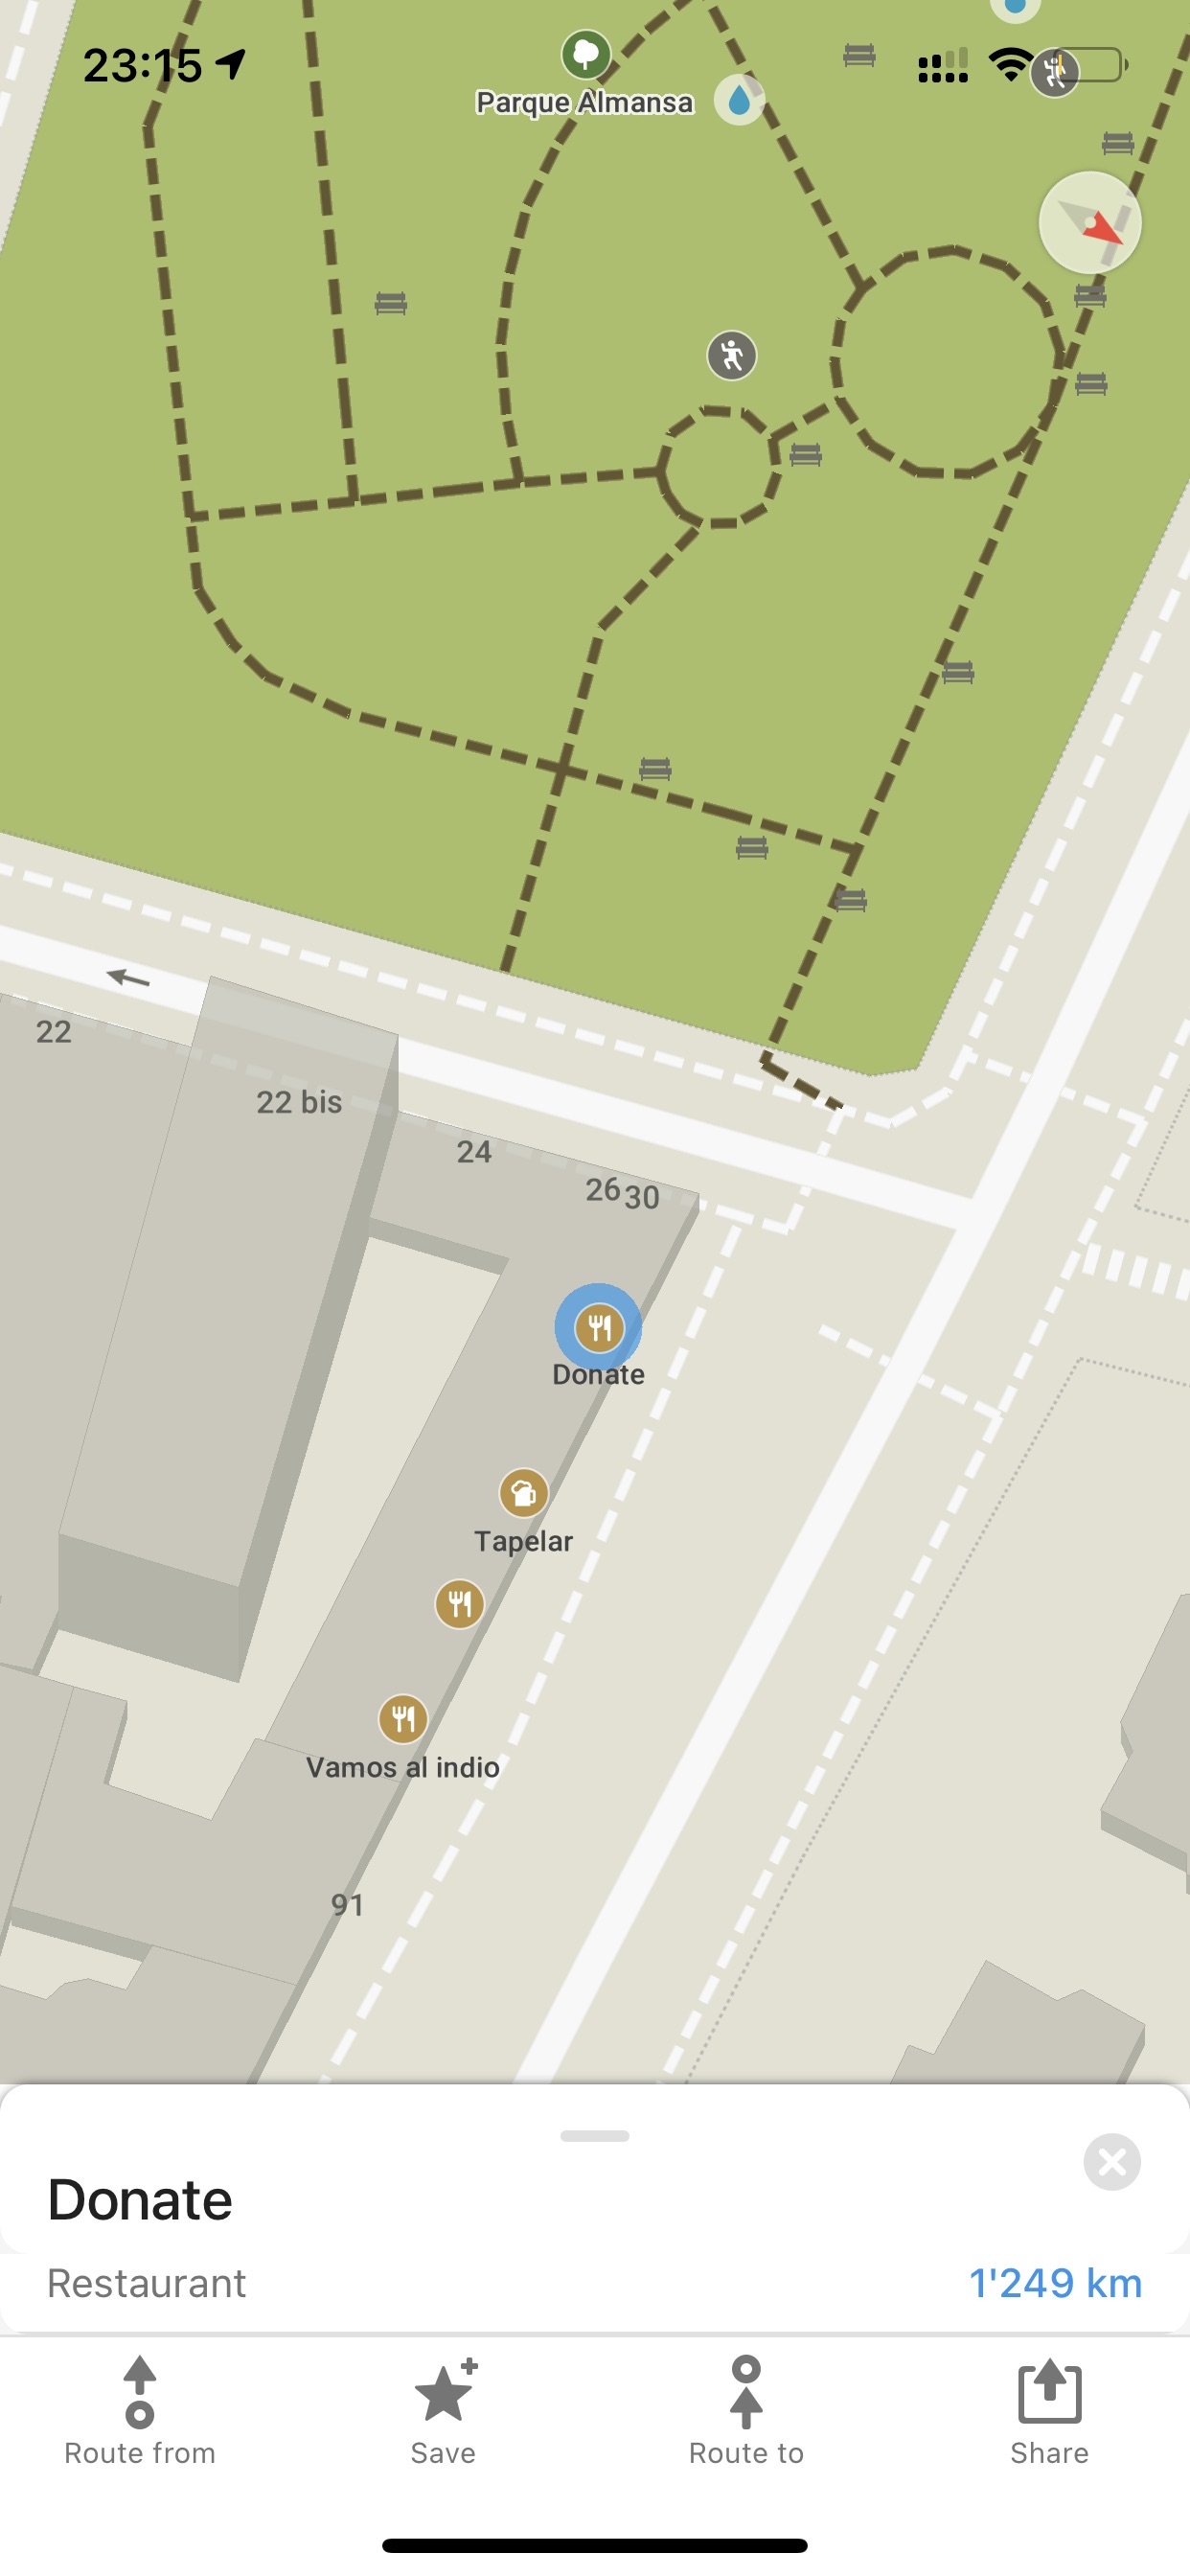 23:15
Parque Almansa
22
22 bis
24
26
30
Donate
Tapelar
Vamos al indio
91
Donate
Restaurant
1'249 km
Route from
Save
Route to
Share